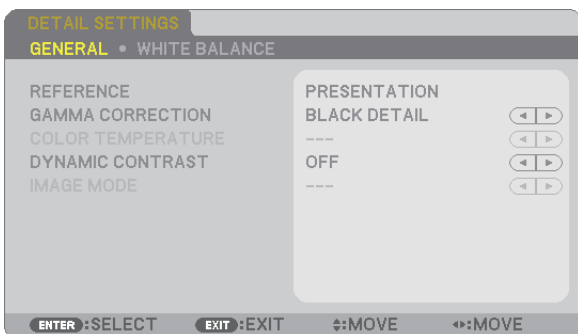 DETAIL SETTINGS
GENERAL • WHITE BALANCE
REFERENCE PRESENTATION
GAMMA CORRECTION BLACK DETAIL
COLOR TEMPERATURE ---
DYNAMIC CONTRAST OFF
IMAGE MODE ---
ENTER :SELECT EXIT :EXIT :MOVE :MOVE